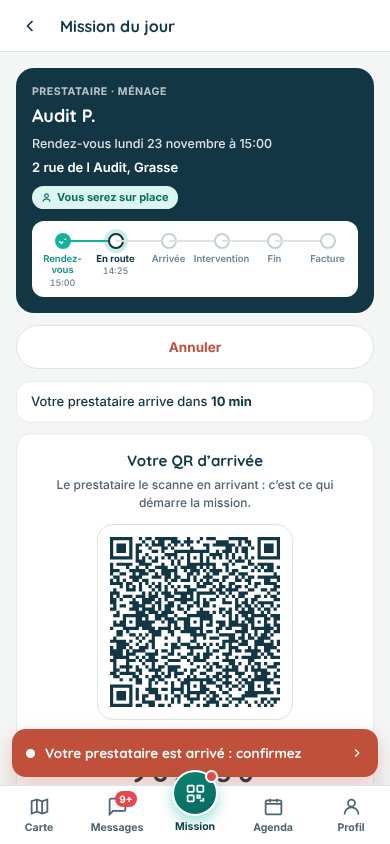 Mission du jour
PRESTATAIRE · MÉNAGE
Audit P.
Rendez-vous lundi 23 novembre à 15:00
2 rue de l Audit, Grasse
Vous serez sur place
Rendez-
vous
15:00
En route
14:25
Arrivée
Intervention
Fin
Facture
Annuler
Votre prestataire arrive dans 10 min
Votre QR d'arrivée
Le prestataire le scanne en arrivant : c'est ce qui
démarre la mission.
Votre prestataire est arrivé : confirmez
9+
Carte
Messages
Mission
Agenda
Profil